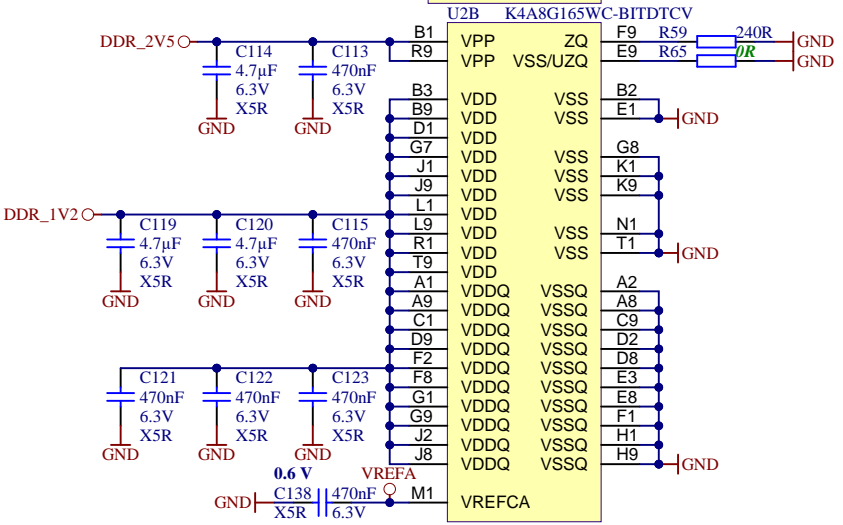 U2B K4A8G165WC-BITDTCV
DDR_2V5 B1 VPP ZQ F9 R59 240R GND
R9 VPP VSS/UZQ E9 R65 0R GND
C114 C113
4.7µF 470nF
6.3V 6.3V
X5R X5R
GND GND
B3 VDD VSS B2
B9 VDD VSS E1 GND
D1 VDD
G7 VDD VSS G8
J1 VDD VSS K1
J9 VDD VSS K9
DDR_1V2 L1 VDD
L9 VDD VSS N1
R1 VDD VSS T1 GND
T9 VDD
C119 C120 C115
4.7µF 4.7µF 470nF
6.3V 6.3V 6.3V
X5R X5R X5R
GND GND GND
A1 VDDQ VSSQ A2
A9 VDDQ VSSQ A8
C1 VDDQ VSSQ C9
D9 VDDQ VSSQ D2
F2 VDDQ VSSQ D8
F8 VDDQ VSSQ E3
G1 VDDQ VSSQ E8
G9 VDDQ VSSQ F1
J2 VDDQ VSSQ H1
J8 VDDQ VSSQ H9 GND
C121 C122 C123
470nF 470nF 470nF
6.3V 6.3V 6.3V
X5R X5R X5R
GND GND GND
0.6 V VREFA
GND C138 470nF M1 VREFCA
X5R 6.3V